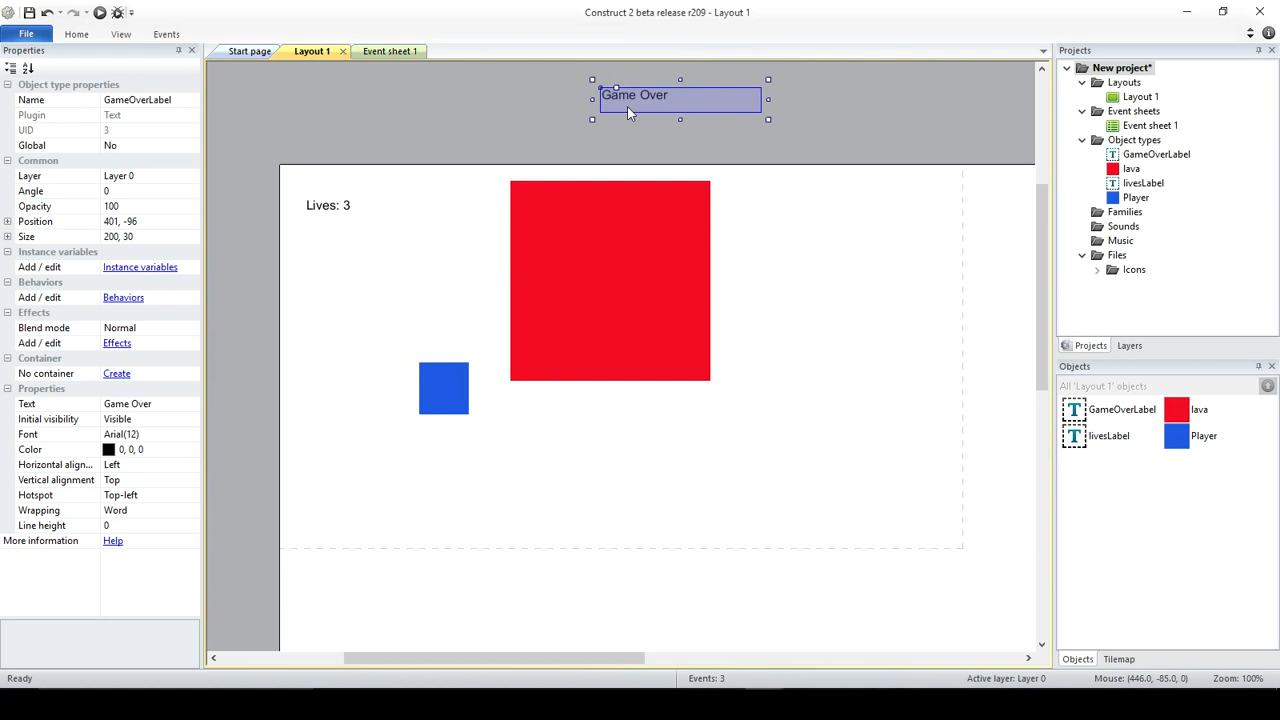 Construct 2 beta release r209 - Layout 1
File Home View Events
Properties
Start page Layout 1 Event sheet 1
Projects
Object type properties
Name GameOverLabel
Plugin Text
UID 3
Global No
Common
Layer Layer 0
Angle 0
Opacity 100
Position 401, -96
Size 200, 30
Instance variables
Add / edit Instance variables
Behaviors
Add / edit Behaviors
Effects
Blend mode Normal
Add / edit Effects
Container
No container Create
Properties
Text Game Over
Initial visibility Visible
Font Arial(12)
Color 0, 0, 0
Horizontal align... Left
Vertical alignment Top
Hotspot Top-left
Wrapping Word
Line height 0
More information Help
Game Over
Lives: 3
New project*
Layouts
Layout 1
Event sheets
Event sheet 1
Object types
GameOverLabel
lava
livesLabel
Player
Families
Sounds
Music
Files
Icons
Projects Layers
Objects
All 'Layout 1' objects
GameOverLabel lava
livesLabel Player
Objects Tilemap
Ready Events: 3 Active layer: Layer 0 Mouse: (446.0, -85.0, 0) Zoom: 100%